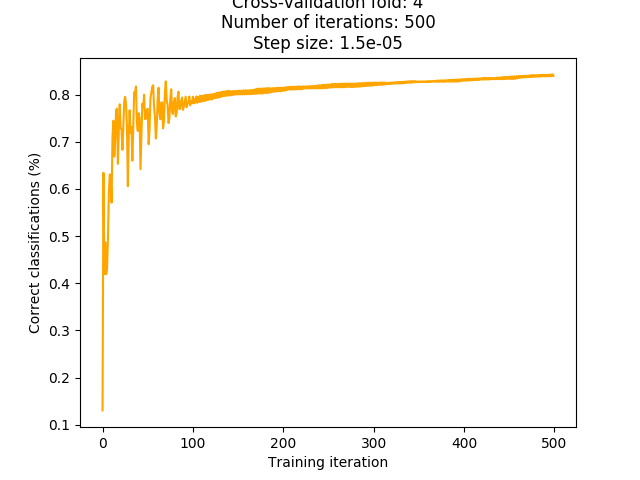 Cross-validation fold: 4
Number of iterations: 500
Step size: 1.5e-05
0.8
0.7
0.6
0.5
0.4
0.3
0.2
0.1
Correct classifications (%)
0 100 200 300 400 500
Training iteration